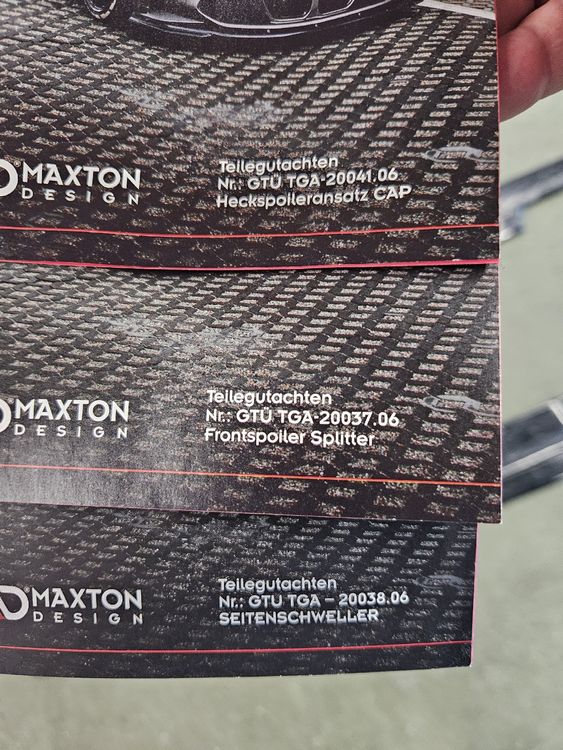 MAXTON
DESIGN
Teilegutachten
Nr.: GTÜ TGA-20041.06
Heckspoileransatz CAP
MAXTON
DESIGN
Teilegutachten
Nr.: GTÜ TGA-20037.06
Frontspoiler Splitter
MAXTON
DESIGN
Teilegutachten
Nr.: GTÜ TGA – 20038.06
SEITENSCHWELLER